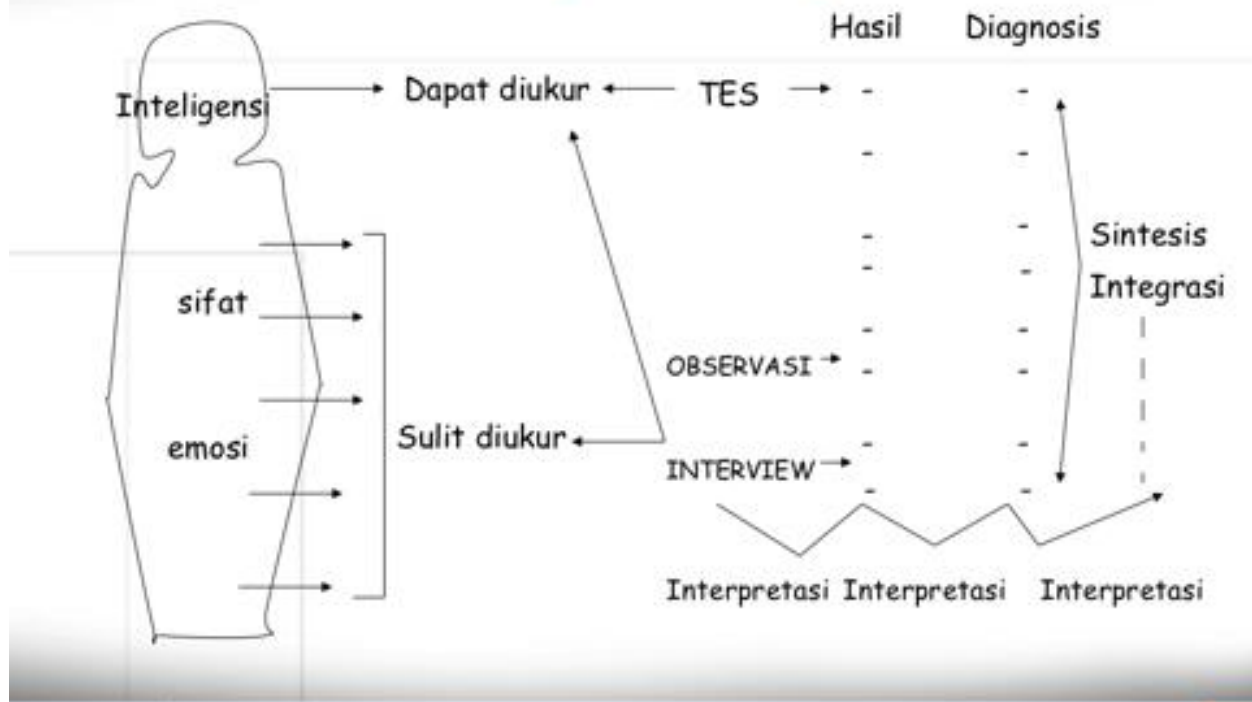 Hasil Diagnosis
Inteligensi Dapat diukur TES - -
- -
- -
Sintesis
- -
Integrasi
sifat
- -
OBSERVASI - -
Sulit diukur - -
emosi
INTERVIEW
- -
Interpretasi Interpretasi Interpretasi